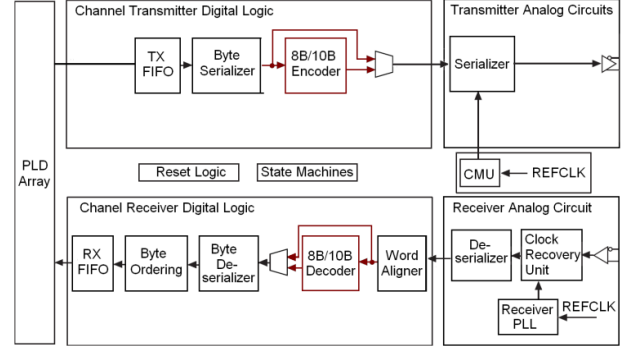 Channel Transmitter Digital Logic
Transmitter Analog Circuits
TX
FIFO
Byte
Serializer
8B/10B
Encoder
Serializer
PLD
Array
Reset Logic
State Machines
CMU
REFCLK
Chanel Receiver Digital Logic
Receiver Analog Circuit
RX
FIFO
Byte
Ordering
Byte
De-
serializer
8B/10B
Decoder
Word
Aligner
De-
serializer
Clock
Recovery
Unit
Receiver
PLL
REFCLK